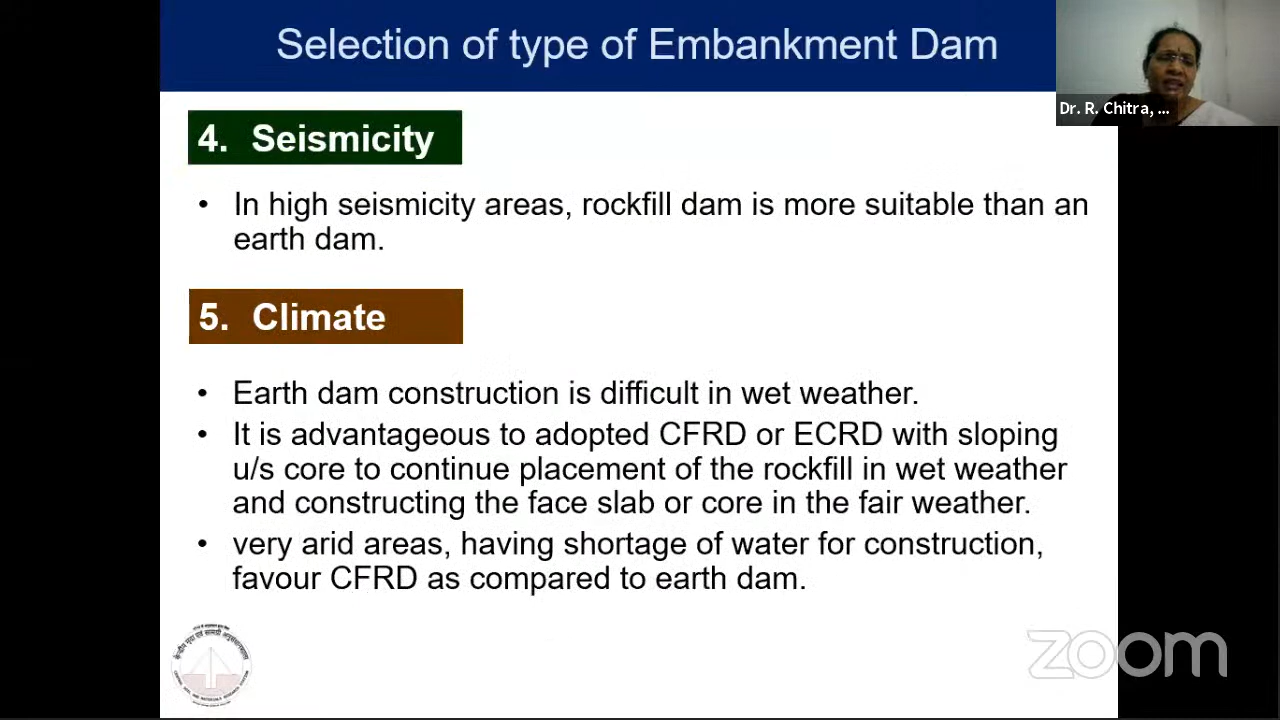 Selection of type of Embankment Dam
Dr. R. Chitra, ...
4. Seismicity
• In high seismicity areas, rockfill dam is more suitable than an
earth dam.
5. Climate
• Earth dam construction is difficult in wet weather.
• It is advantageous to adopted CFRD or ECRD with sloping
u/s core to continue placement of the rockfill in wet weather
and constructing the face slab or core in the fair weather.
• very arid areas, having shortage of water for construction,
favour CFRD as compared to earth dam.
zoom